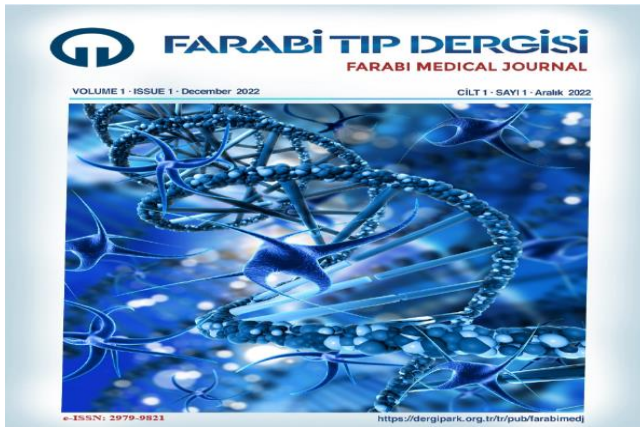 FARABİ TIP DERGİSİ
FARABI MEDICAL JOURNAL
VOLUME 1 · ISSUE 1 · December 2022
CİLT 1 · SAYI 1 · Aralık 2022
e-ISSN: 2979-9821
https://dergipark.org.tr/tr/pub/farabimedj